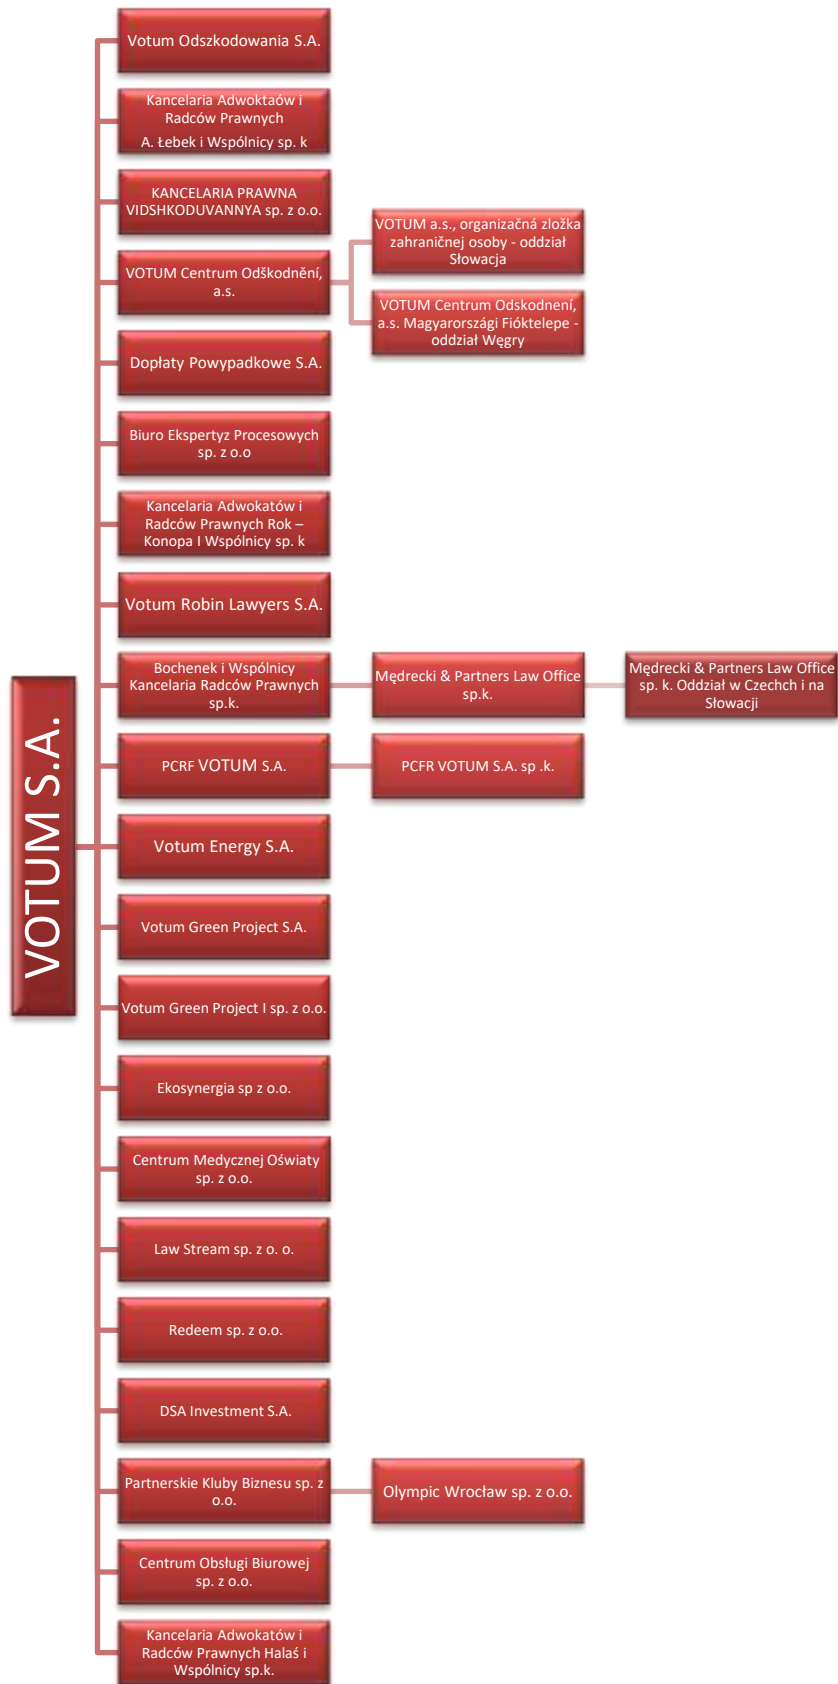 VOTUM S.A.
Votum Odszkodowania S.A.
Kancelaria Adwoktaów i
Radców Prawnych
A. Łebek i Wspólnicy sp. k
KANCELARIA PRAWNA
VIDSHKODUVANNYA sp. z o.o.
VOTUM Centrum Odškodnění,
a.s.
VOTUM a.s., organizačná zložka
zahraničnej osoby - oddział
Słowacja
VOTUM Centrum Odskodnení,
a.s. Magyarországi Fióktelepe -
oddział Węgry
Dopłaty Powypadkowe S.A.
Biuro Ekspertyz Procesowych
sp. z o.o
Kancelaria Adwokatów i
Radców Prawnych Rok –
Konopa I Wspólnicy sp. k
Votum Robin Lawyers S.A.
Bochenek i Wspólnicy
Kancelaria Radców Prawnych
sp.k.
Mędrecki & Partners Law Office
sp.k.
Mędrecki & Partners Law Office
sp. k. Oddział w Czechch i na
Słowacji
PCRF VOTUM S.A.
PCFR VOTUM S.A. sp .k.
Votum Energy S.A.
Votum Green Project S.A.
Votum Green Project I sp. z o.o.
Ekosynergia sp z o.o.
Centrum Medycznej Oświaty
sp. z o.o.
Law Stream sp. z o. o.
Redeem sp. z o.o.
DSA Investment S.A.
Partnerskie Kluby Biznesu sp. z
o.o.
Olympic Wrocław sp. z o.o.
Centrum Obsługi Biurowej
sp. z o.o.
Kancelaria Adwokatów i
Radców Prawnych Halaś i
Wspólnicy sp.k.